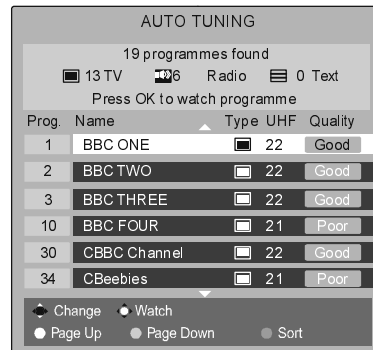 AUTO TUNING
19 programmes found
13 TV 6 Radio 0 Text
Press OK to watch programme
Prog. Name Type UHF Quality
1 BBC ONE 22 Good
2 BBC TWO 22 Good
3 BBC THREE 22 Good
10 BBC FOUR 21 Poor
30 CBBC Channel 22 Good
34 CBeebies 21 Poor
Change Watch
Page Up Page Down Sort